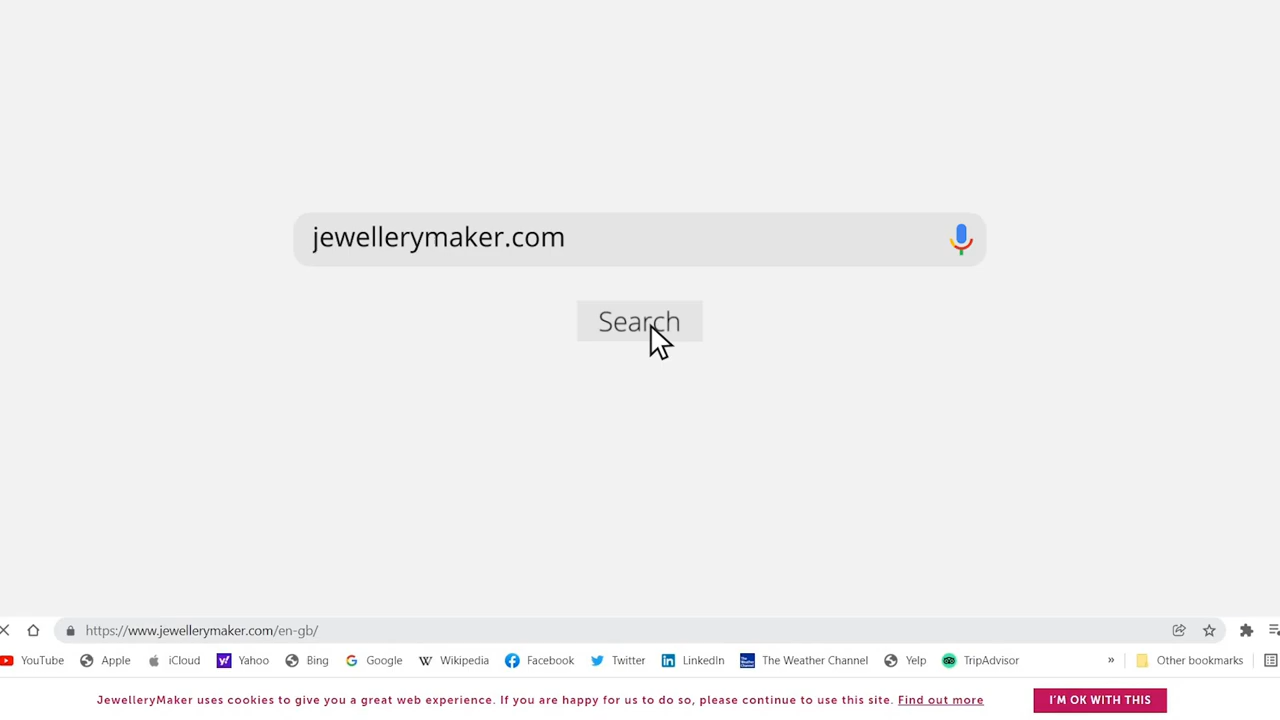 jewellerymaker.com
Search
https://www.jewellerymaker.com/en-gb/
YouTube Apple iCloud Yahoo Bing Google Wikipedia Facebook Twitter LinkedIn The Weather Channel Yelp TripAdvisor » Other bookmarks
JewelleryMaker uses cookies to give you a great web experience. If you are happy for us to do so, please continue to use this site. Find out more I'M OK WITH THIS